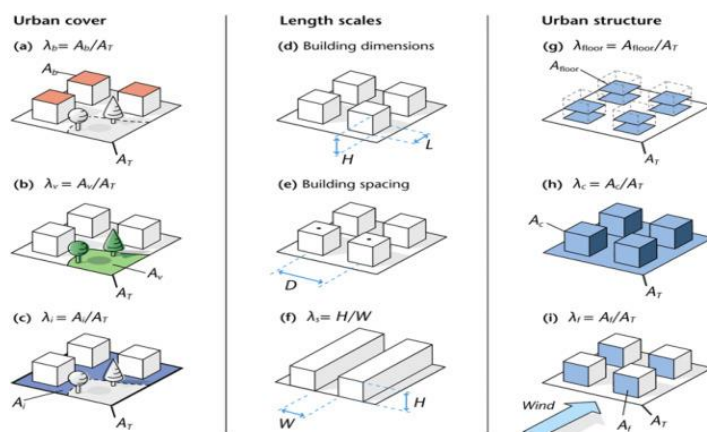 Urban cover
(a) λb = Ab/AT
Ab
AT
(b) λv = Av/AT
Av
AT
(c) λi = Ai/AT
Ai
AT
Length scales
(d) Building dimensions
H
L
(e) Building spacing
D
(f) λs = H/W
W
H
Urban structure
(g) λfloor = Afloor/AT
Afloor
AT
(h) λc = Ac/AT
Ac
AT
(i) λf = Af/AT
Wind
Af
AT